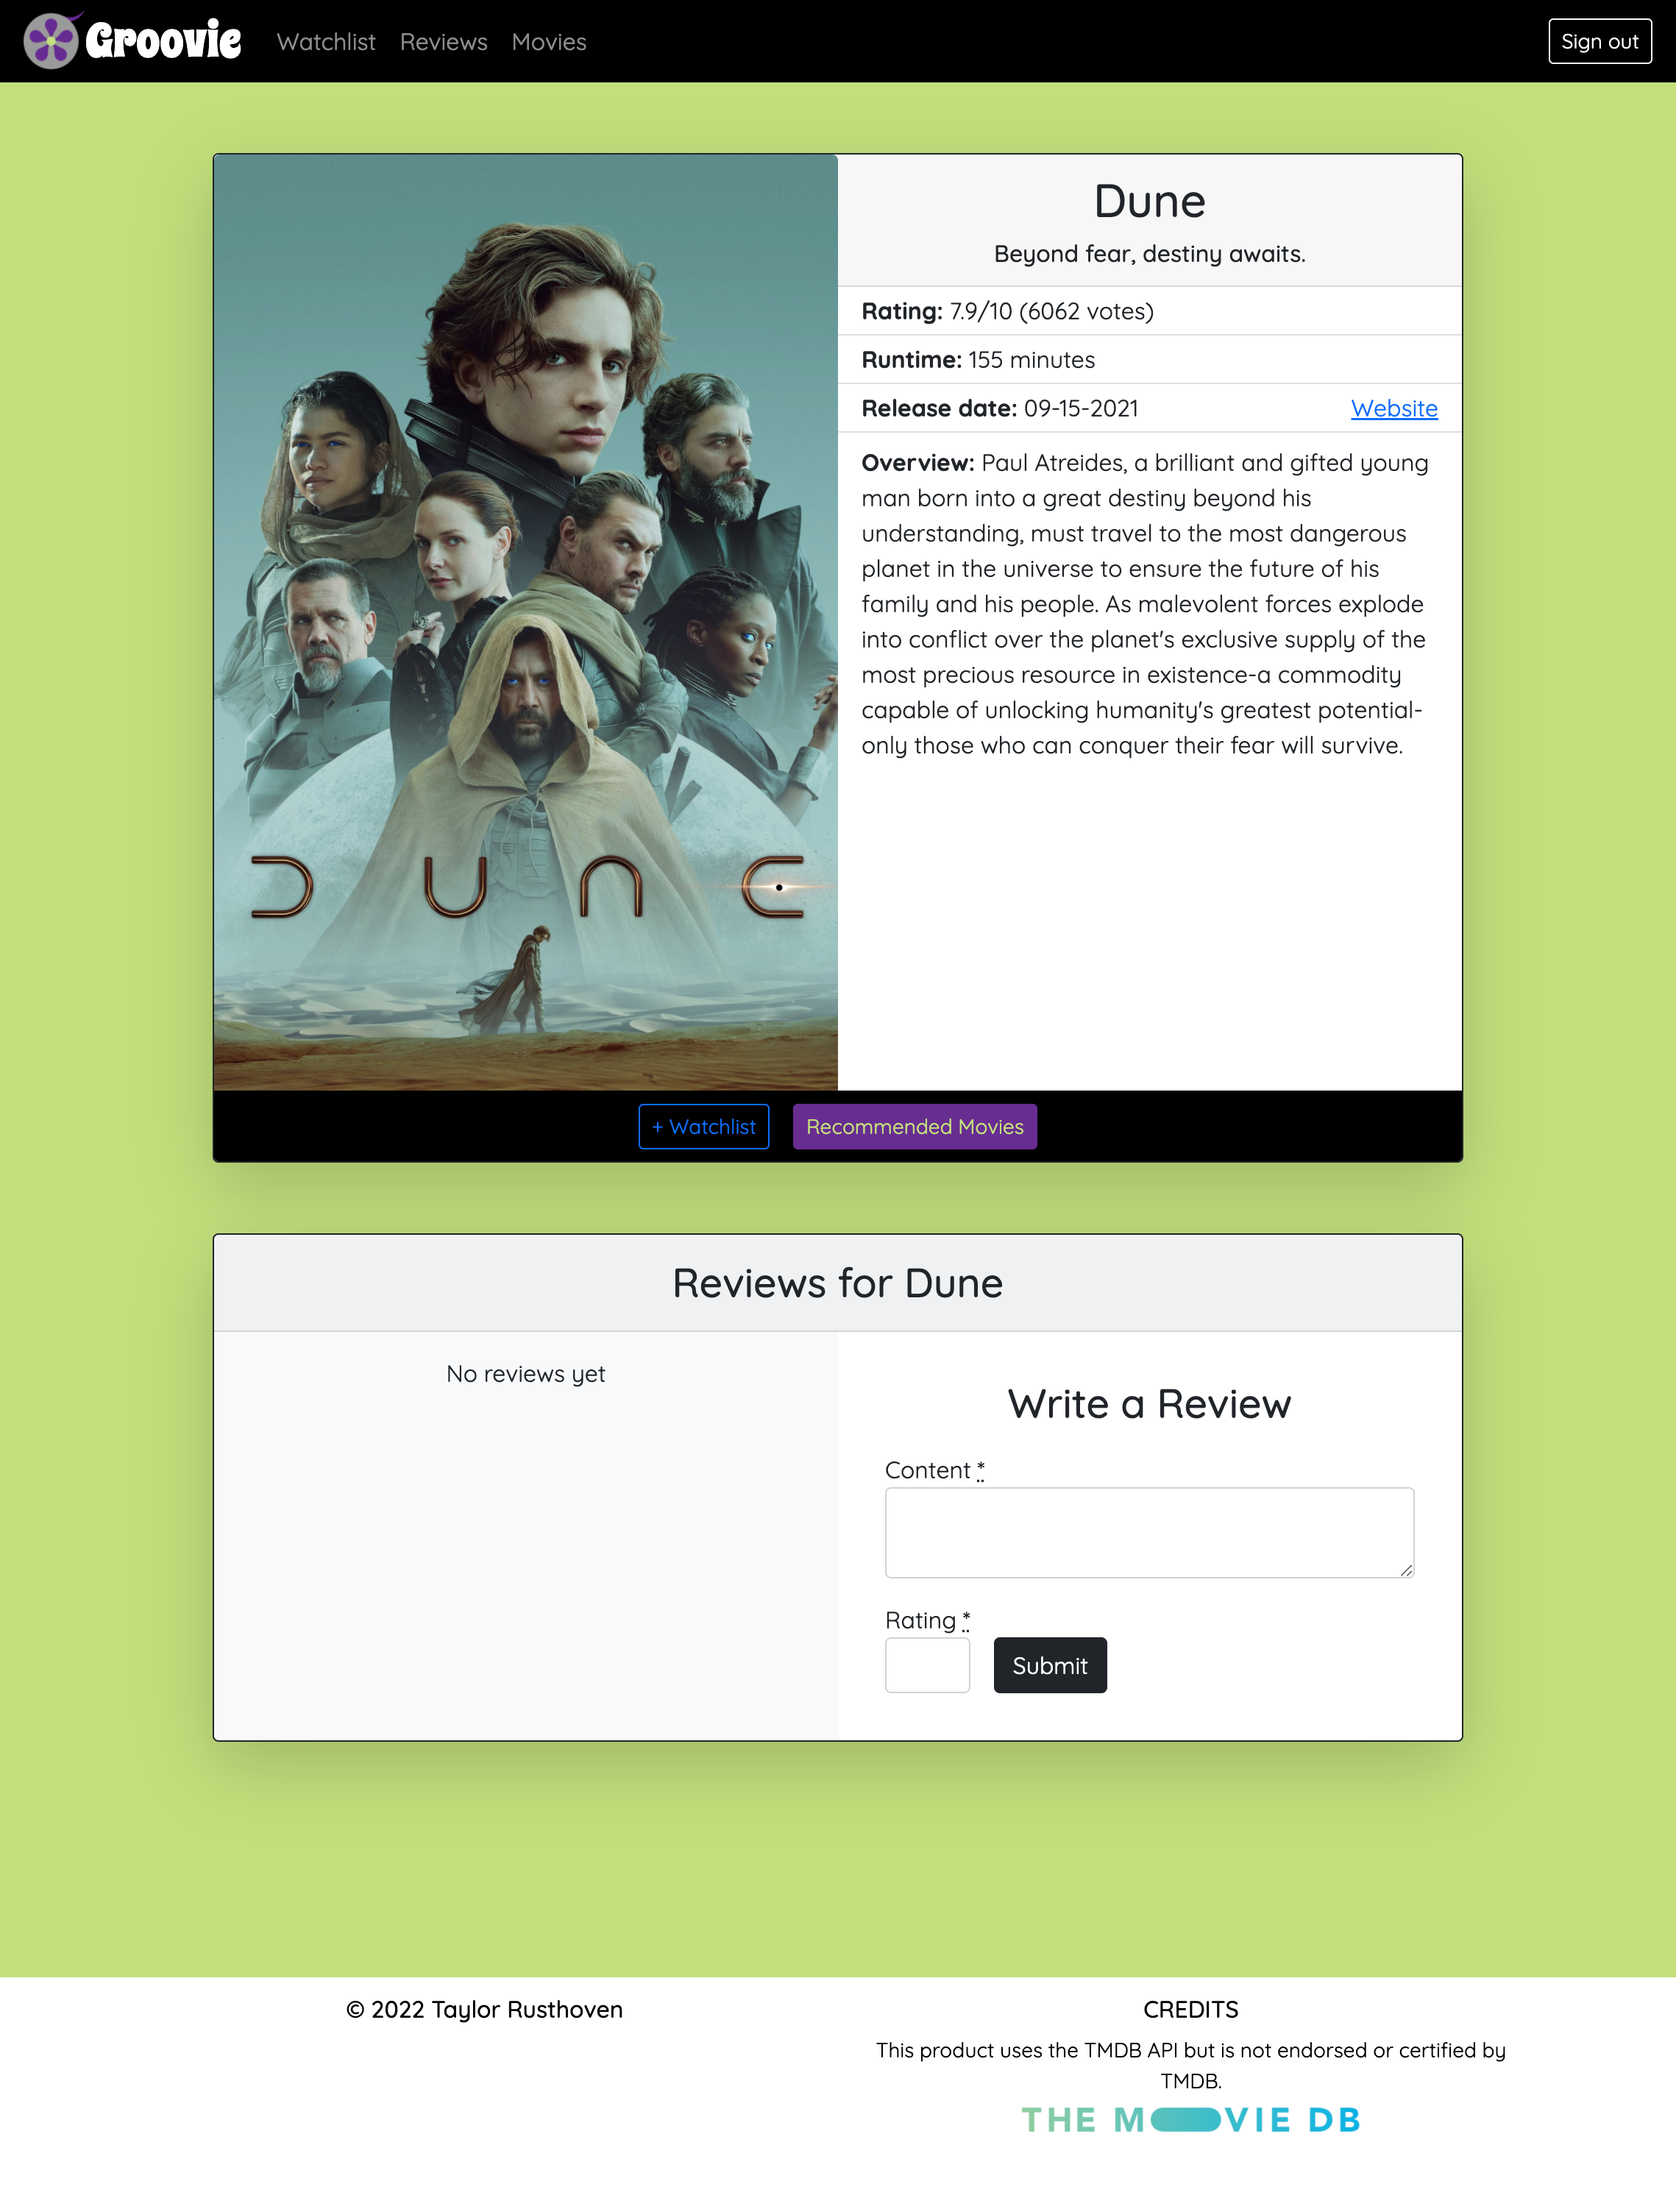 Groovie
Watchlist
Reviews
Movies
Sign out
DUNE
Dune
Beyond fear, destiny awaits.
Rating: 7.9/10 (6062 votes)
Runtime: 155 minutes
Release date: 09-15-2021
Website
Overview: Paul Atreides, a brilliant and gifted young
man born into a great destiny beyond his
understanding, must travel to the most dangerous
planet in the universe to ensure the future of his
family and his people. As malevolent forces explode
into conflict over the planet's exclusive supply of the
most precious resource in existence-a commodity
capable of unlocking humanity's greatest potential-
only those who can conquer their fear will survive.
+ Watchlist
Recommended Movies
Reviews for Dune
No reviews yet
Write a Review
Content *
Rating *
Submit
© 2022 Taylor Rusthoven
CREDITS
This product uses the TMDB API but is not endorsed or certified by
TMDB.
THE MOVIE DB